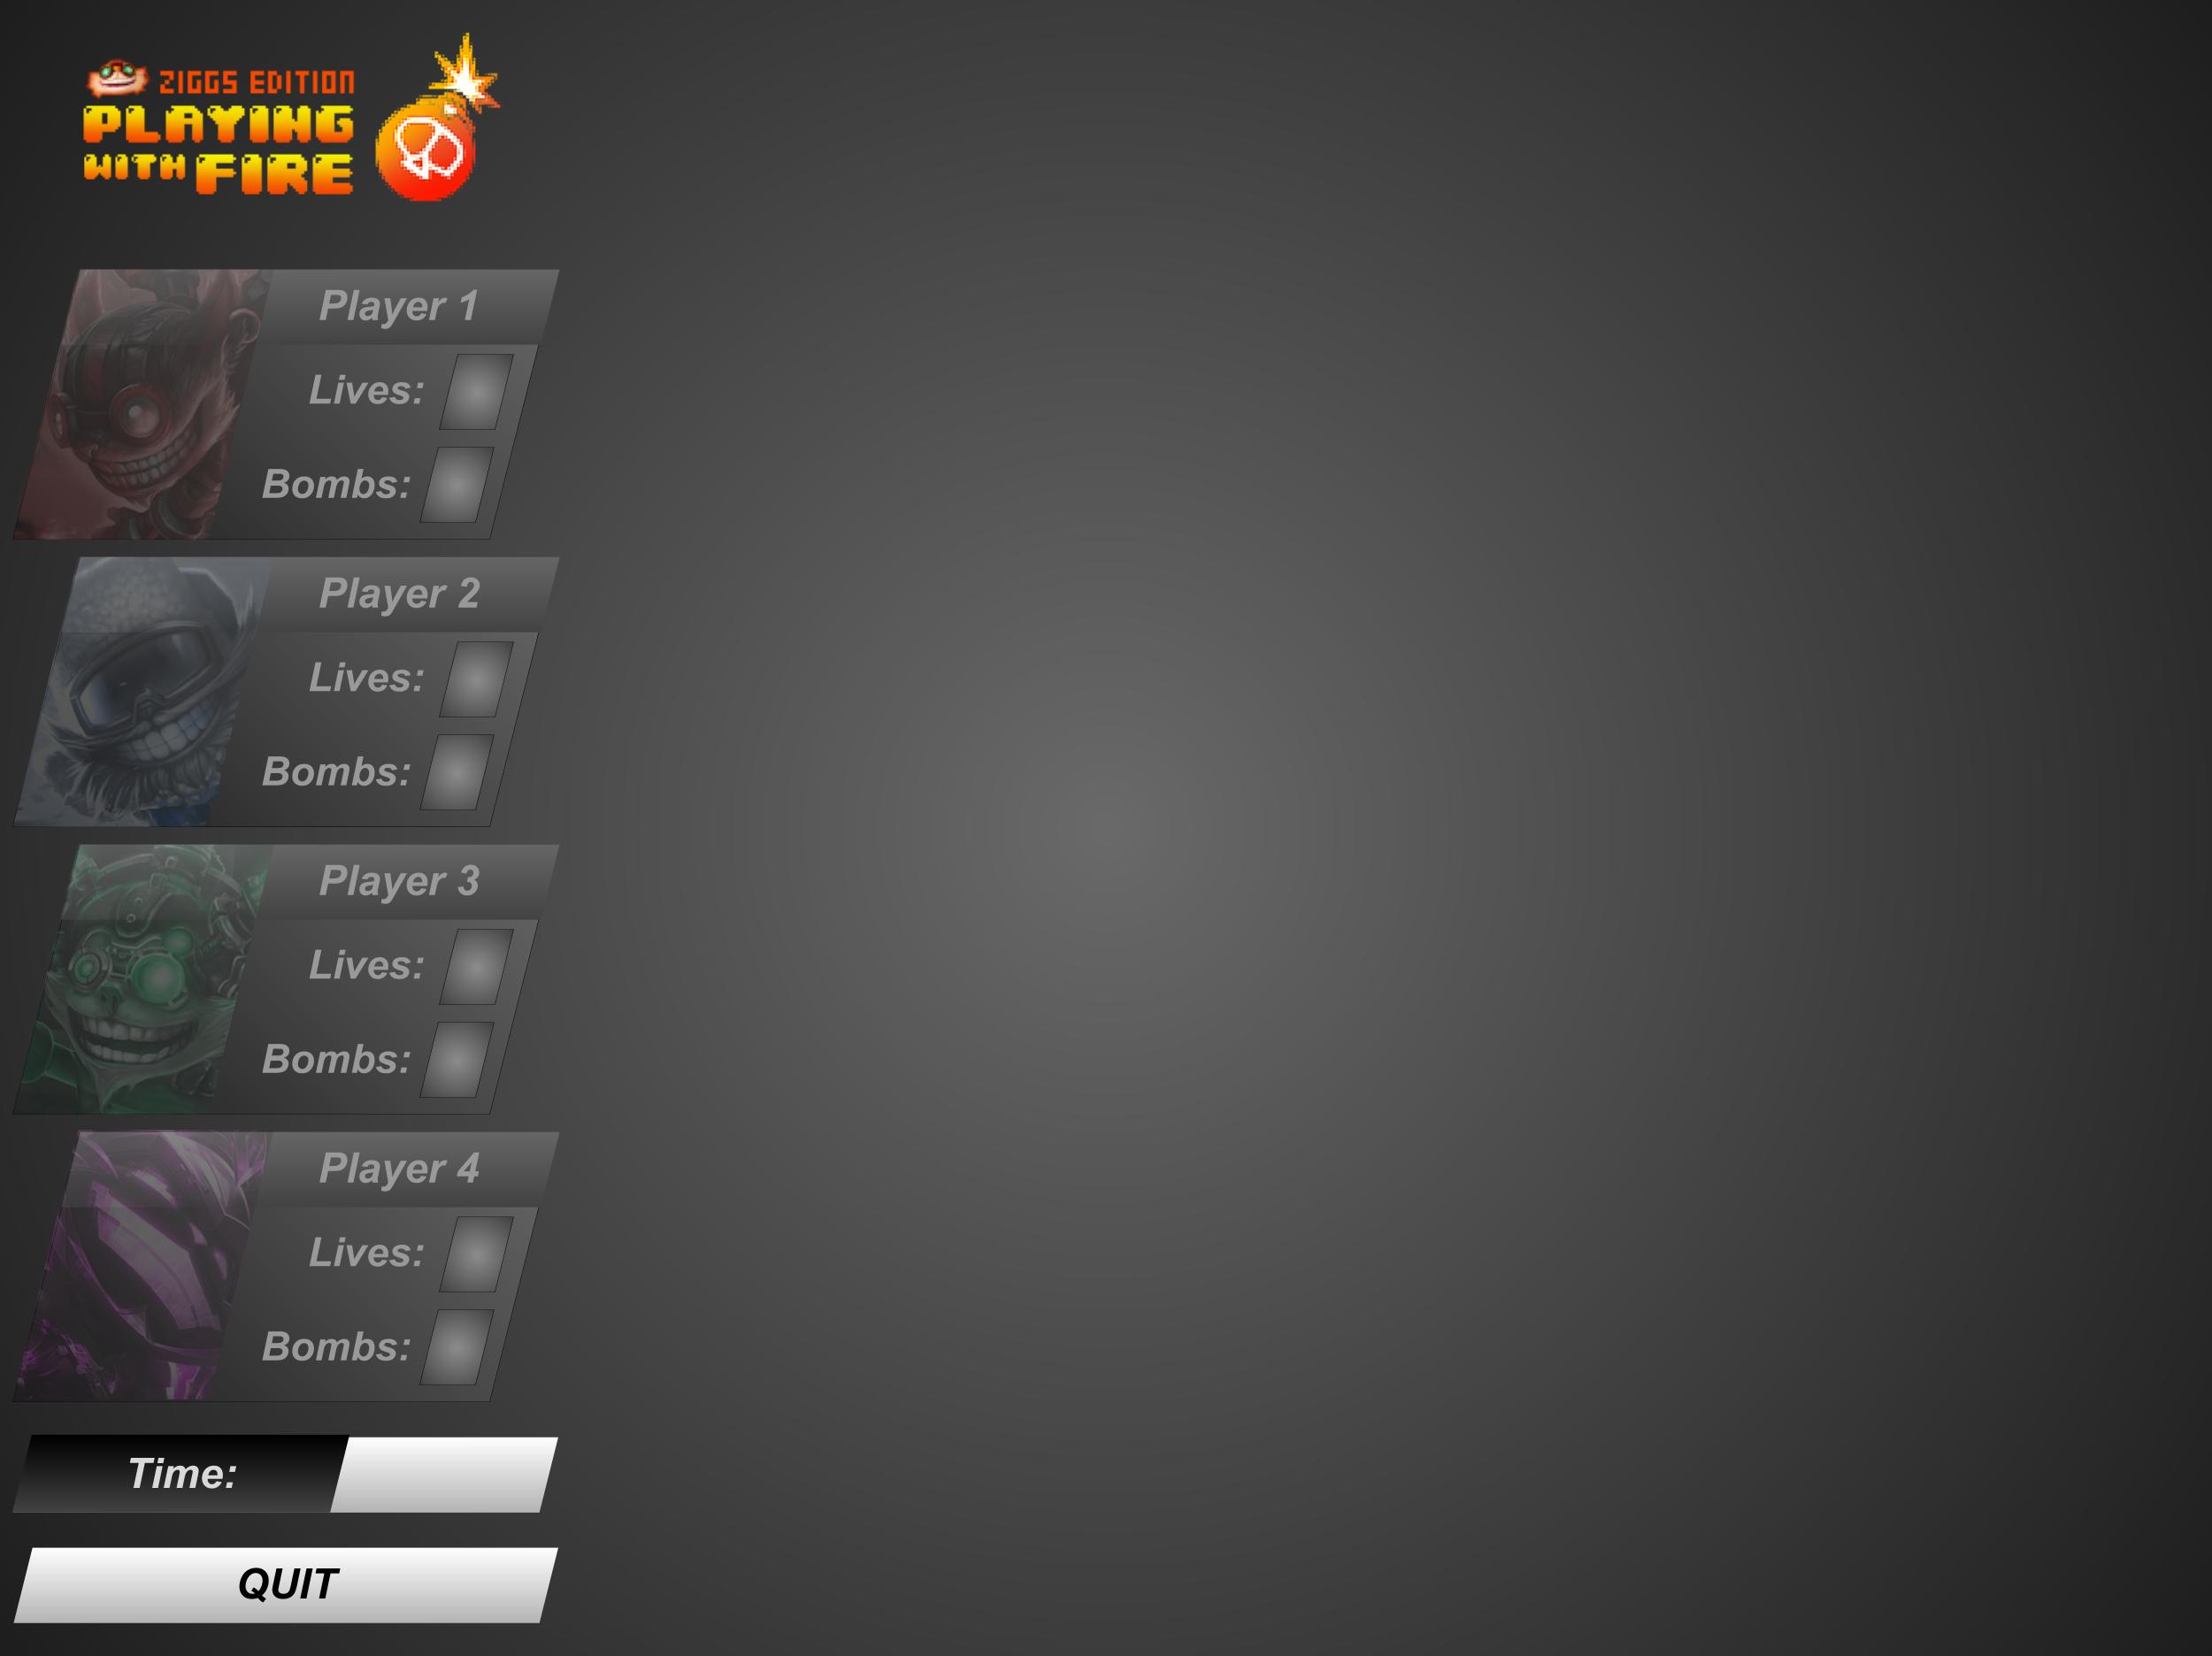 ZIGGS EDITION
PLAYING
WITH FIRE
Player 1
Lives:
Bombs:
Player 2
Lives:
Bombs:
Player 3
Lives:
Bombs:
Player 4
Lives:
Bombs:
Time:
QUIT